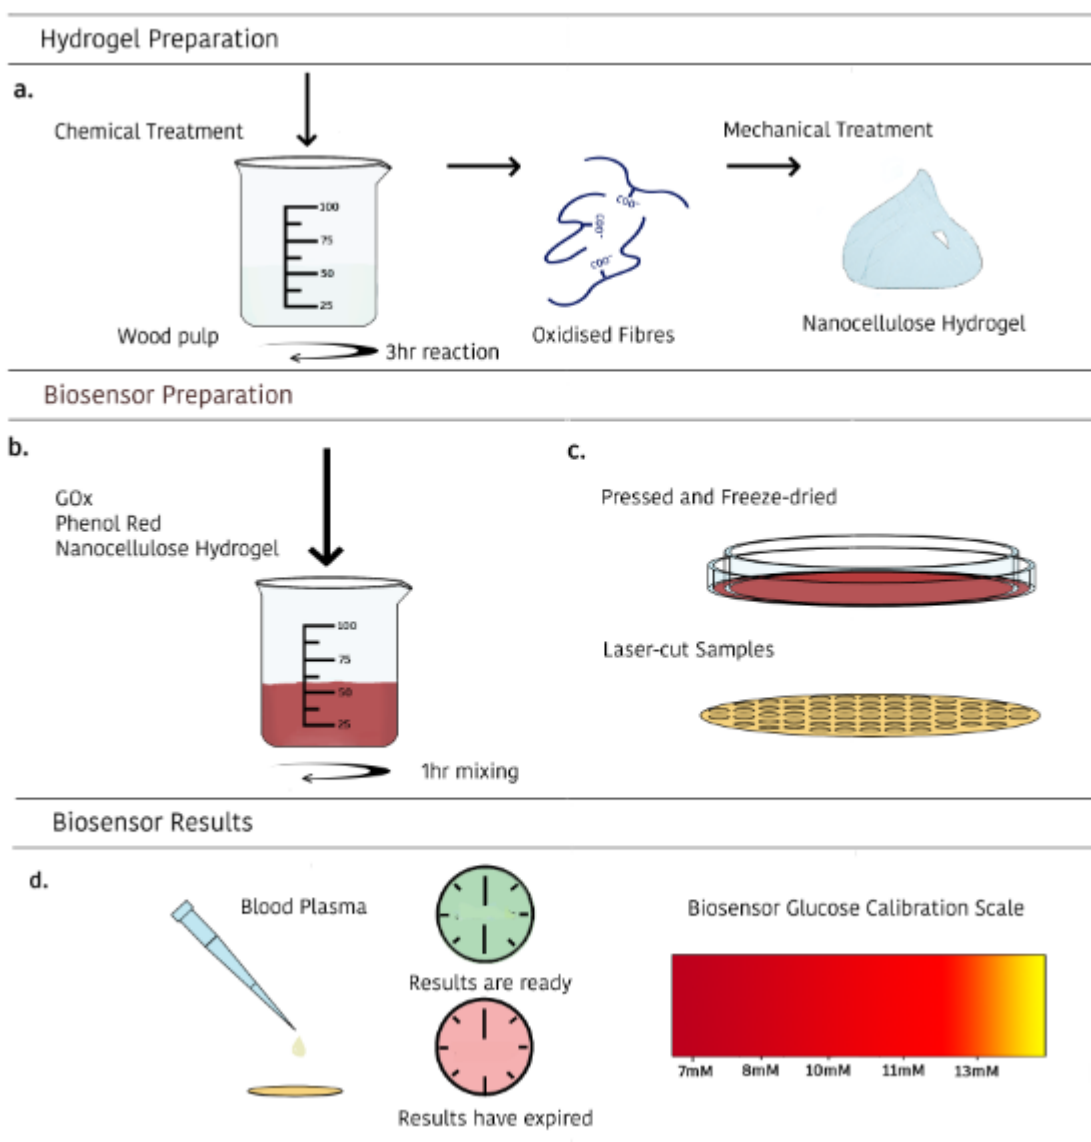 Hydrogel Preparation
a.
Chemical Treatment
Mechanical Treatment
100
75
50
25
COO-
COO-
COO-
Wood pulp
3hr reaction
Oxidised Fibres
Nanocellulose Hydrogel
Biosensor Preparation
b.
c.
GOx
Phenol Red
Nanocellulose Hydrogel
Pressed and Freeze-dried
100
75
50
25
Laser-cut Samples
1hr mixing
Biosensor Results
d.
Blood Plasma
Biosensor Glucose Calibration Scale
Results are ready
7mM 8mM 10mM 11mM 13mM
Results have expired